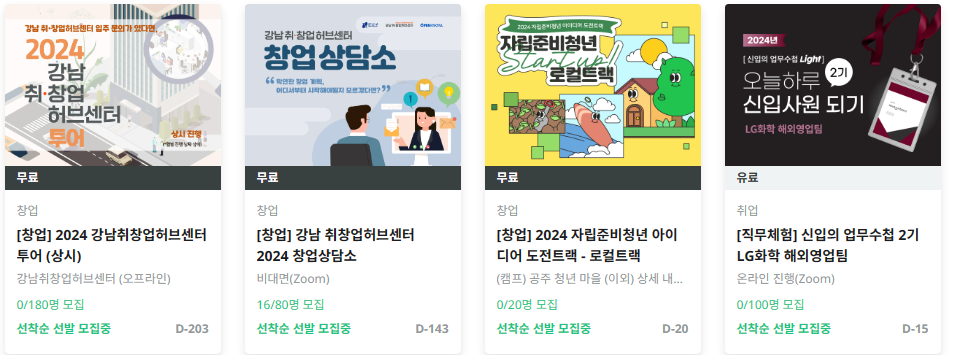 강남 취·창업허브센터 입주 문의가 있다면,
2024
강남
취·창업
허브센터
투어
상시 진행
무료
창업
[창업] 2024 강남취창업허브센터
투어 (상시)
강남취창업허브센터 (오프라인)
0/180명 모집
선착순 선발 모집중
D-203
강남 취·창업허브센터
창업 상담소
막연한 창업 계획,
어디서부터 시작해야될지 모르겠다면?
무료
창업
[창업] 강남 취창업허브센터
2024 창업상담소
비대면(Zoom)
16/80명 모집
선착순 선발 모집중
D-143
2024 자립준비청년 아이디어 도전트랙
자립준비청년
Start up!
로컬트랙
무료
창업
[창업] 2024 자립준비청년 아이
디어 도전트랙 - 로컬트랙
(캠프) 공주 청년 마을 (이외) 상세 내...
0/20명 모집
선착순 선발 모집중
D-20
2024년
[ 신입의 업무수첩 Light ]
오늘하루 2기
신입사원 되기
LG화학 해외영업팀
유료
취업
[직무체험] 신입의 업무수첩 2기
LG화학 해외영업팀
온라인 진행(Zoom)
0/100명 모집
선착순 선발 모집중
D-15